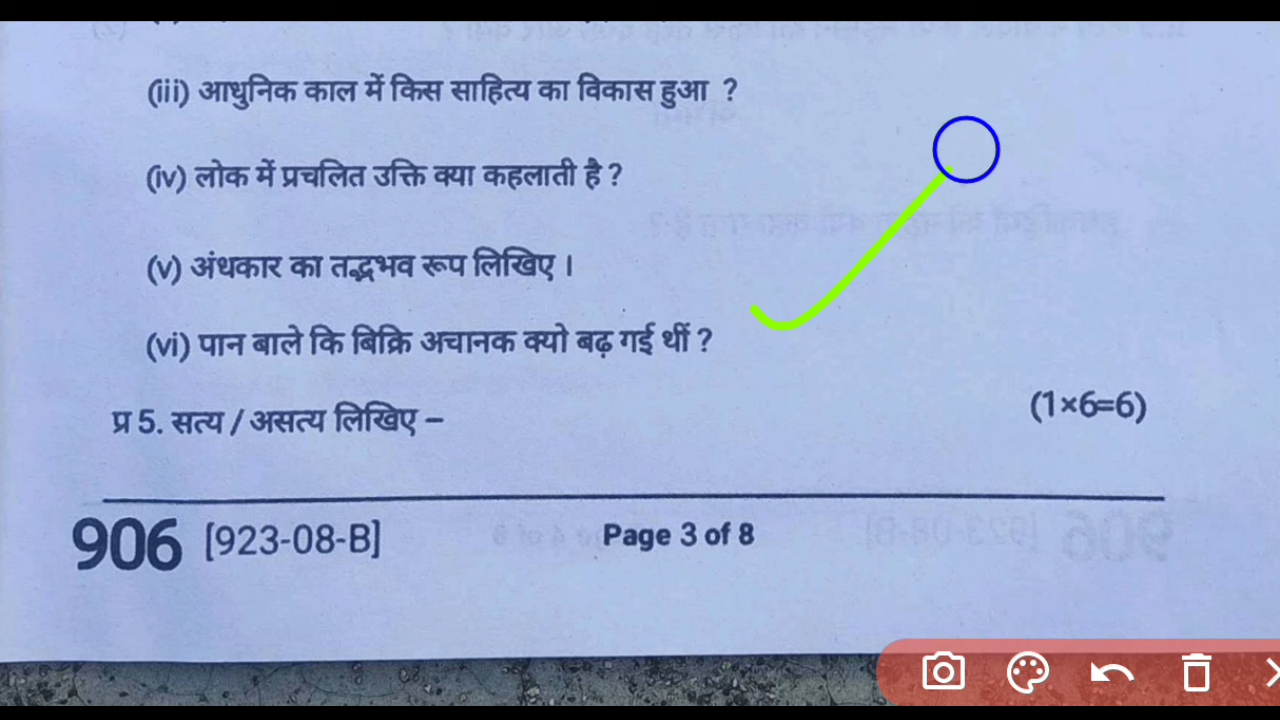 (iii) आधुनिक काल में किस साहित्य का विकास हुआ ?
(iv) लोक में प्रचलित उक्ति क्या कहलाती है ?
(v) अंधकार का तद्भभव रूप लिखिए ।
(vi) पान बाले कि बिक्रि अचानक क्यो बढ़ गई थीं ?
प्र 5. सत्य / असत्य लिखिए – (1×6=6)
906 [923-08-B] Page 3 of 8